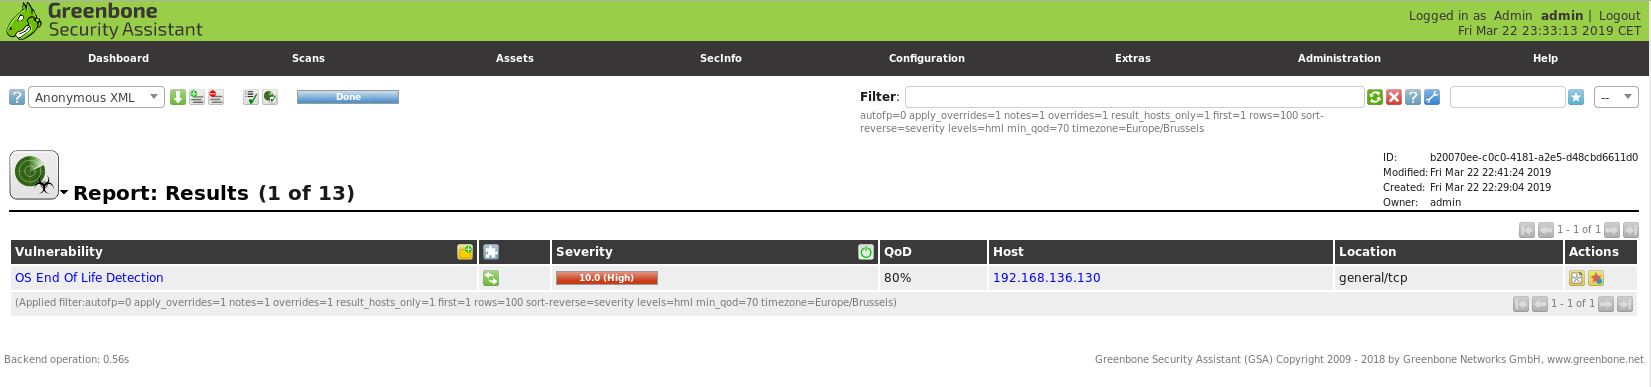 Greenbone
Security Assistant
Logged in as Admin admin | Logout
Fri Mar 22 23:33:13 2019 CET
Dashboard Scans Assets SecInfo Configuration Extras Administration Help
? Anonymous XML Done Filter: ? --
autofp=0 apply_overrides=1 notes=1 overrides=1 result_hosts_only=1 first=1 rows=100 sort-
reverse=severity levels=hml min_qod=70 timezone=Europe/Brussels
ID: b20070ee-c0c0-4181-a2e5-d48cbd6611d0
Modified: Fri Mar 22 22:41:24 2019
Created: Fri Mar 22 22:29:04 2019
Owner: admin
Report: Results (1 of 13)
1 - 1 of 1
Vulnerability Severity QoD Host Location Actions
OS End Of Life Detection 10.0 (High) 80% 192.168.136.130 general/tcp
(Applied filter:autofp=0 apply_overrides=1 notes=1 overrides=1 result_hosts_only=1 first=1 rows=100 sort-reverse=severity levels=hml min_qod=70 timezone=Europe/Brussels) 1 - 1 of 1
Backend operation: 0.56s Greenbone Security Assistant (GSA) Copyright 2009 - 2018 by Greenbone Networks GmbH, www.greenbone.net